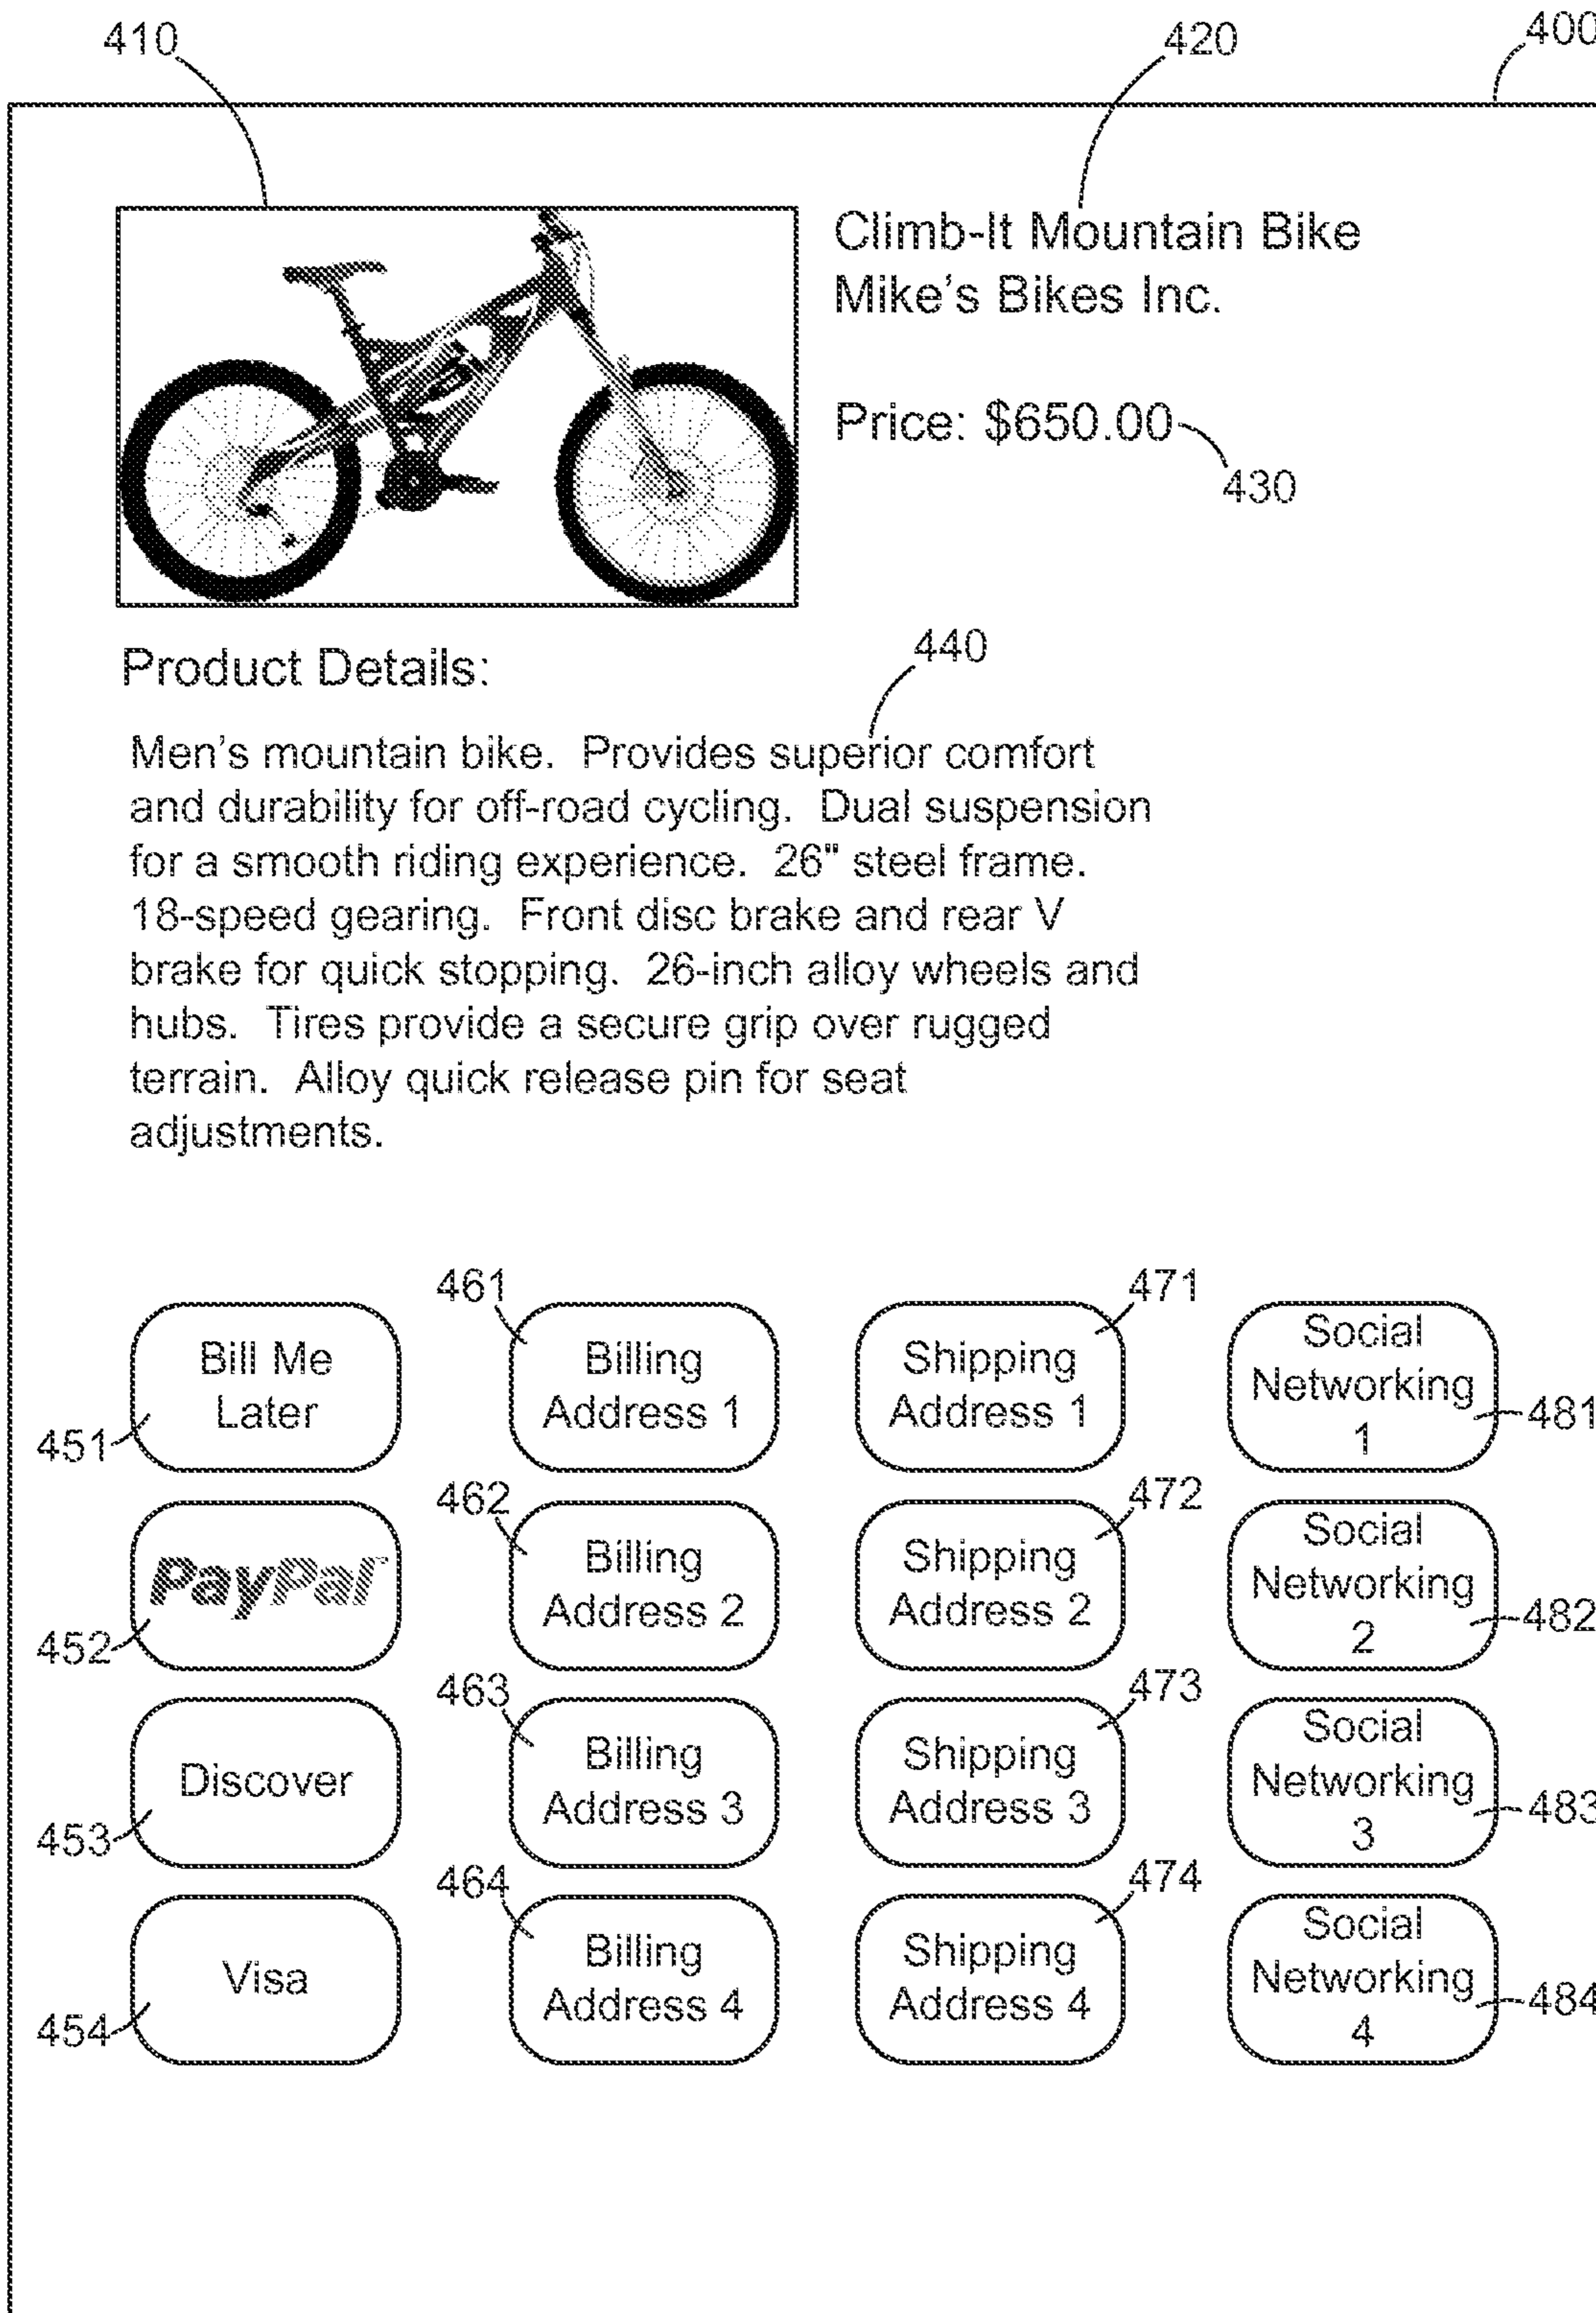 410
420
400
Climb-It Mountain Bike
Mike's Bikes Inc.
Price: $650.00
430
Product Details:
440
Men's mountain bike. Provides superior comfort
and durability for off-road cycling. Dual suspension
for a smooth riding experience. 26" steel frame.
18-speed gearing. Front disc brake and rear V
brake for quick stopping. 26-inch alloy wheels and
hubs. Tires provide a secure grip over rugged
terrain. Alloy quick release pin for seat
adjustments.
461
471
Bill Me
Later
451
Billing
Address 1
Shipping
Address 1
Social
Networking
1
481
462
472
PayPal
452
Billing
Address 2
Shipping
Address 2
Social
Networking
2
482
463
473
Discover
453
Billing
Address 3
Shipping
Address 3
Social
Networking
3
483
464
474
Visa
454
Billing
Address 4
Shipping
Address 4
Social
Networking
4
484